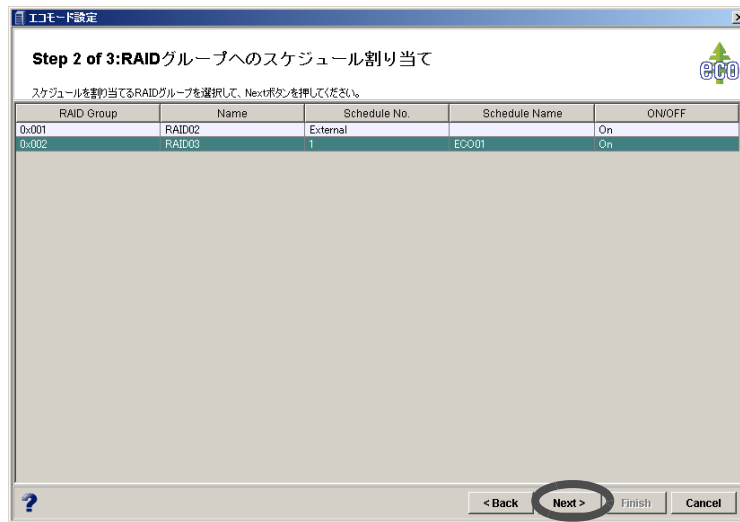 エコモード設定
Step 2 of 3:RAIDグループへのスケジュール割り当て
eco
スケジュールを割り当てるRAIDグループを選択して、Nextボタンを押してください。
RAID Group Name Schedule No. Schedule Name ON/OFF
0x001 RAID02 External On
0x002 RAID03 1 ECO01 On
? < Back Next > Finish Cancel